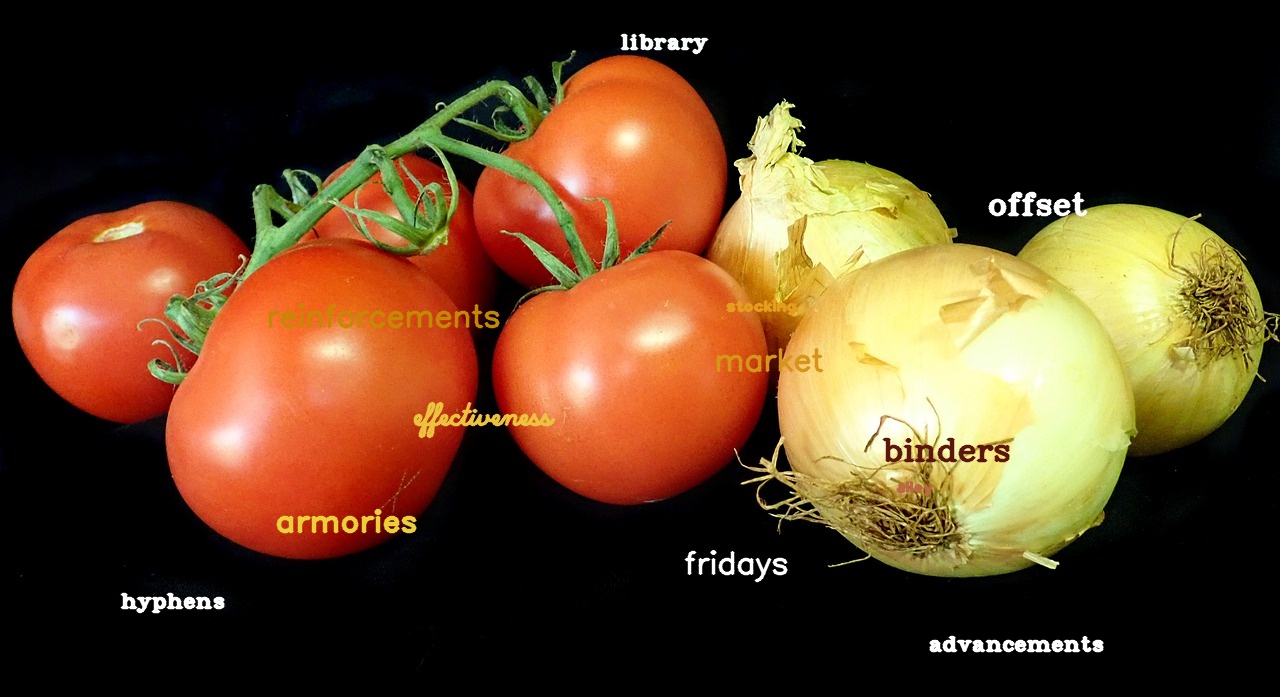 library
offset
stocking
reinforcements
market
effectiveness
binders
armories
fridays
hyphens
advancements